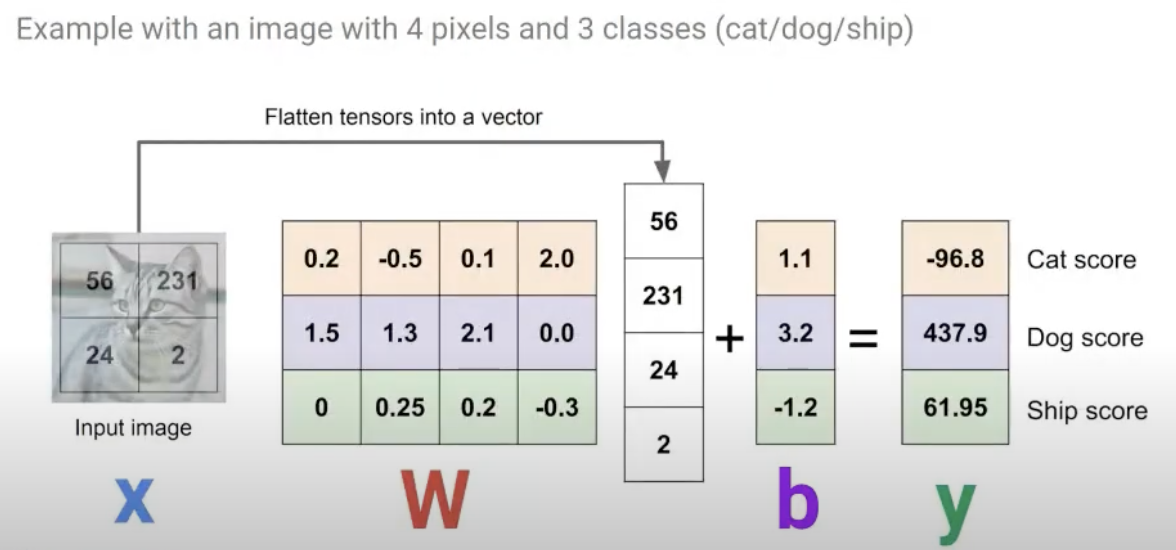 Example with an image with 4 pixels and 3 classes (cat/dog/ship)
Flatten tensors into a vector
56 231
24 2
Input image
x
0.2 -0.5 0.1 2.0
1.5 1.3 2.1 0.0
0 0.25 0.2 -0.3
W
56
231
24
2
+
1.1
3.2
-1.2
b
=
-96.8 Cat score
437.9 Dog score
61.95 Ship score
y